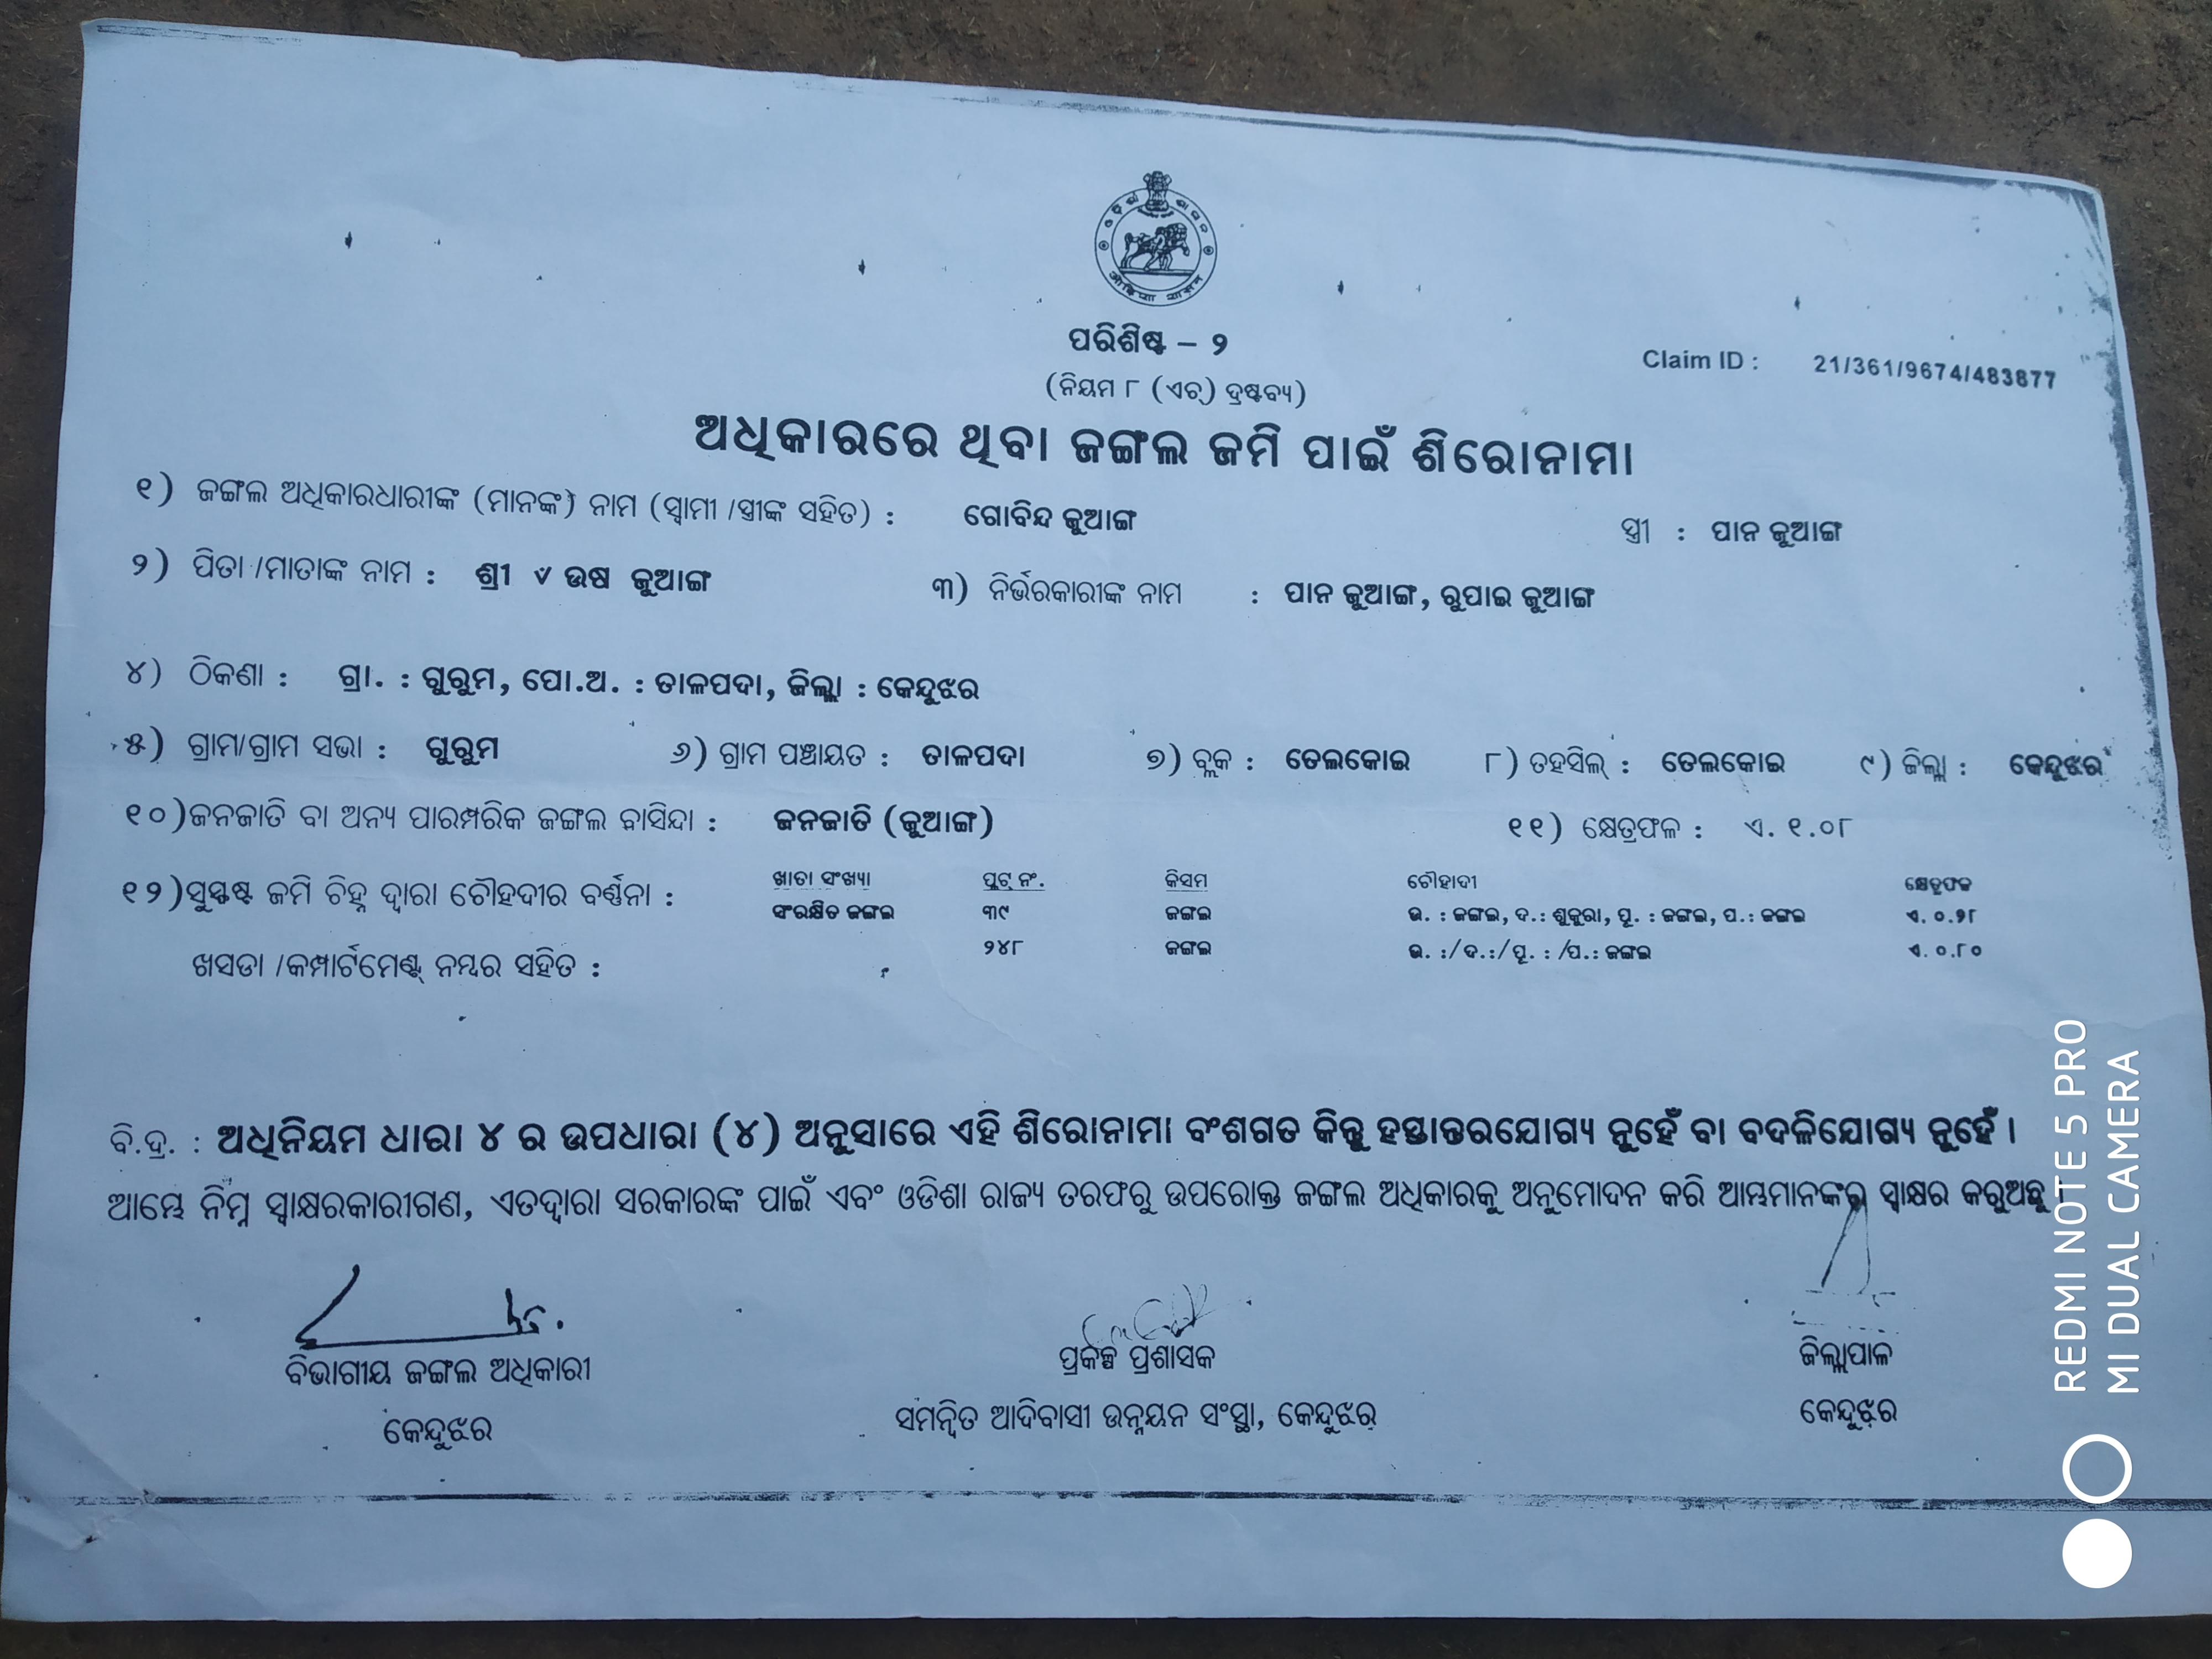 ଓଡ଼ିଶା ଶାସନ
ओड़िशा शासन
ପରିଶିଷ୍ଟ – ୨
Claim ID : 21/361/9674/483877
(ନିୟମ ୮ (ଏଚ୍) ଦ୍ରଷ୍ଟବ୍ୟ)
ଅଧିକାରରେ ଥିବା ଜଙ୍ଗଲ ଜମି ପାଇଁ ଶିରୋନାମା
୧) ଜଙ୍ଗଲ ଅଧିକାରଧାରୀଙ୍କ (ମାନଙ୍କ) ନାମ (ସ୍ୱାମୀ /ସ୍ତ୍ରୀଙ୍କ ସହିତ) : ଗୋବିନ୍ଦ ଜୁଆଙ୍ଗ ସ୍ତ୍ରୀ : ପାନ ଜୁଆଙ୍ଗ
୨) ପିତା /ମାତାଙ୍କ ନାମ : ଶ୍ରୀ ଉଷ ଜୁଆଙ୍ଗ ୩) ନିର୍ଭରକାରୀଙ୍କ ନାମ : ପାନ ଜୁଆଙ୍ଗ, ରୁପାଇ ଜୁଆଙ୍ଗ
୪) ଠିକଣା : ଗ୍ରା. : ଗୁରୁମ, ପୋ.ଅ. : ତାଳପଦା, ଜିଲ୍ଲା : କେନ୍ଦୁଝର
୫) ଗ୍ରାମ/ଗ୍ରାମ ସଭା : ଗୁରୁମ ୬) ଗ୍ରାମ ପଞ୍ଚାୟତ : ତାଳପଦା ୭) ବ୍ଲକ : ତେଲକୋଇ ୮) ତହସିଲ୍ : ତେଲକୋଇ ୯) ଜିଲ୍ଲା : କେନ୍ଦୁଝର
୧୦)ଜନଜାତି ବା ଅନ୍ୟ ପାରମ୍ପରିକ ଜଙ୍ଗଲ ବାସିନ୍ଦା : ଜନଜାତି (ଜୁଆଙ୍ଗ) ୧୧) କ୍ଷେତ୍ରଫଳ : ଏ. ୧.୦୮
୧୨)ସୁସ୍ପଷ୍ଟ ଜମି ଚିହ୍ନ ଦ୍ୱାରା ଚୌହଦୀର ବର୍ଣ୍ଣନା : ଖାତା ସଂଖ୍ୟା ପ୍ଲଟ୍ ନଂ. କିସମ ଚୌହାଦୀ କ୍ଷେତ୍ରଫଳ
ସଂରକ୍ଷିତ ଜଙ୍ଗଲ ୩୯ ଜଙ୍ଗଲ ଉ. : ଜଙ୍ଗଲ, ଦ.: ଶୁକୁରା, ପୂ. : ଜଙ୍ଗଲ, ପ.: ଜଙ୍ଗଲ ଏ. ୦.୨୮
୨୪୮ ଜଙ୍ଗଲ ଉ. :/ ଦ.:/ ପୂ. : /ପ.: ଜଙ୍ଗଲ ଏ. ୦.୮୦
ଖସଡା /କମ୍ପାର୍ଟମେଣ୍ଟ୍ ନମ୍ବର ସହିତ :
ବି.ଦ୍ର. : ଅଧିନିୟମ ଧାରା ୪ ର ଉପଧାରା (୪) ଅନୁସାରେ ଏହି ଶିରୋନାମା ବଂଶଗତ କିନ୍ତୁ ହସ୍ତାନ୍ତରଯୋଗ୍ୟ ନୁହେଁ ବା ବଦଳିଯୋଗ୍ୟ ନୁହେଁ ।
ଆମ୍ଭେ ନିମ୍ନ ସ୍ୱାକ୍ଷରକାରୀଗଣ, ଏତଦ୍ୱାରା ସରକାରଙ୍କ ପାଇଁ ଏବଂ ଓଡିଶା ରାଜ୍ୟ ତରଫରୁ ଉପରୋକ୍ତ ଜଙ୍ଗଲ ଅଧିକାରକୁ ଅନୁମୋଦନ କରି ଆମ୍ଭମାନଙ୍କର ସ୍ୱାକ୍ଷର କରୁଅଛୁ ।
ବିଭାଗୀୟ ଜଙ୍ଗଲ ଅଧିକାରୀ ପ୍ରକଳ୍ପ ପ୍ରଶାସକ ଜିଲ୍ଲାପାଳ
କେନ୍ଦୁଝର ସମନ୍ୱିତ ଆଦିବାସୀ ଉନ୍ନୟନ ସଂସ୍ଥା, କେନ୍ଦୁଝର କେନ୍ଦୁଝର
REDMI NOTE 5 PRO
MI DUAL CAMERA